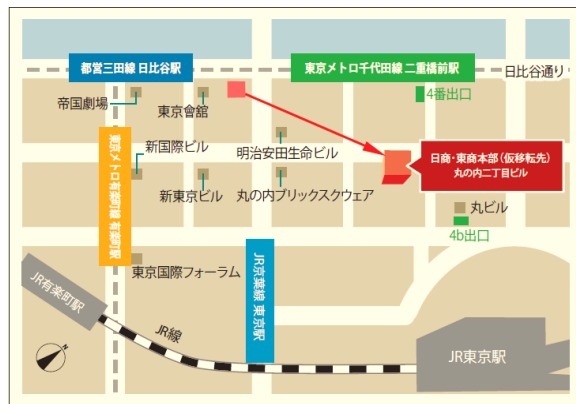 都営三田線 日比谷駅
東京メトロ千代田線 二重橋前駅
日比谷通り
帝国劇場
東京會舘
4番出口
新国際ビル
明治安田生命ビル
日商・東商本部（仮移転先）
丸の内二丁目ビル
東京メトロ有楽町線 有楽町駅
新東京ビル
丸の内ブリックスクウェア
丸ビル
4b出口
東京国際フォーラム
JR京葉線 東京駅
JR有楽町駅
JR線
JR東京駅
N